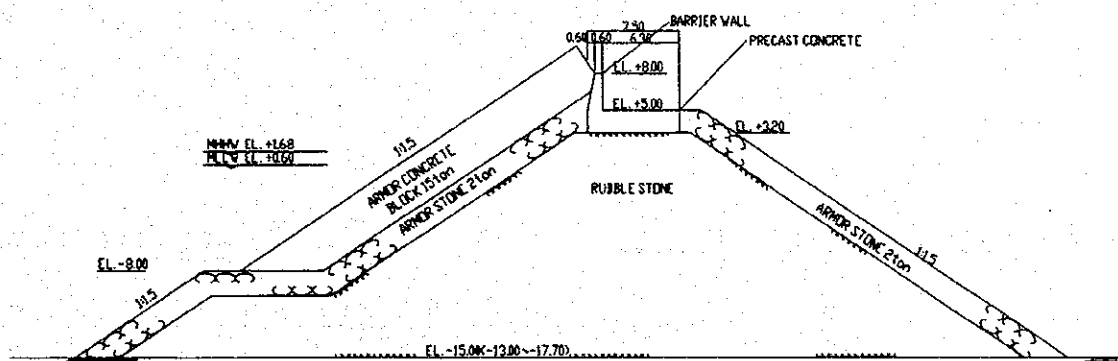 BARRIER WALL
7.50
0.60 0.60 6.30
PRECAST CONCRETE
EL. +8.00
EL. +5.00
EL. +3.20
MHHW EL. +1.68
MLLW EL. +0.60
1:1.5
ARMOR CONCRETE
BLOCK 15ton
ARMOR STONE 2ton
RUBBLE STONE
ARMOR STONE 2ton
1:1.5
EL. -8.00
1:1.5
EL. -15.00(-13.00~-17.70)